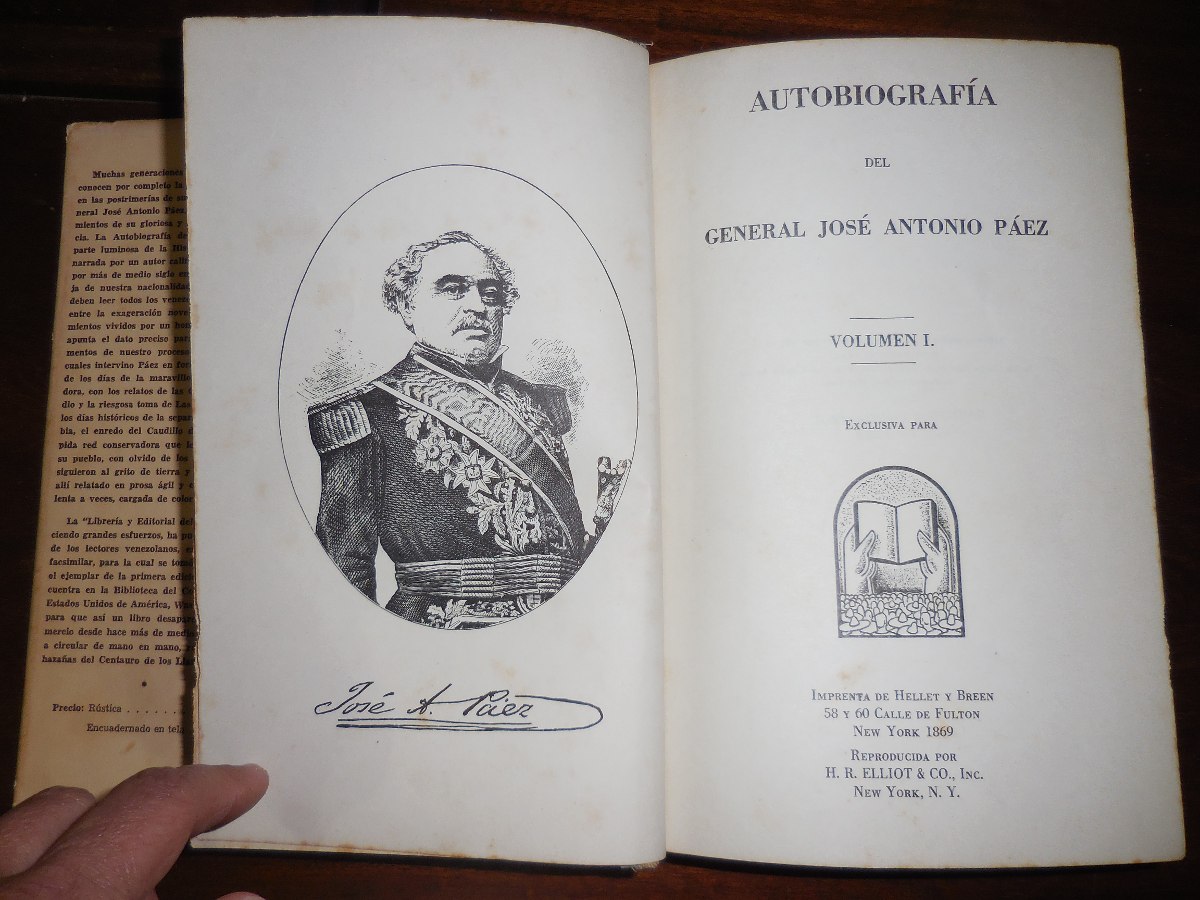 Muchas generaciones
conocen por completo la
en las postrimerías de
neral José Antonio Páez,
mientos de su gloriosa y
cia. La Autobiografía
parte luminosa de la
narrada por un autor
por más de medio siglo
ja de nuestra nacionalidad
deben leer todos los
entre la exageración
mientos vividos por un
apunta el dato preciso
mentos de nuestro proceso
cuales intervino Páez en
de los días de la
dora, con los relatos de las
dio y la riesgosa toma de
los días históricos de la
bia, el enredo del Caudillo
pida red conservadora que
su pueblo, con olvido de los
siguieron al grito de tierra y
allí relatado en prosa ágil y
lenta a veces, cargada de
La "Librería y Editorial del
ciendo grandes esfuerzos, ha
de los lectores venezolanos,
facsimilar, para la cual se
el ejemplar de la primera
cuentra en la Biblioteca del
Estados Unidos de América,
para que así un libro
mercio desde hace más de
a circular de mano en mano,
hazañas del Centauro de los
Precio: Rústica . . . . . .
Encuadernado en tela
José A. Páez
AUTOBIOGRAFÍA
DEL
GENERAL JOSÉ ANTONIO PÁEZ
VOLUMEN I.
EXCLUSIVA PARA
IMPRENTA DE HELLET Y BREEN
58 Y 60 CALLE DE FULTON
NEW YORK 1869
REPRODUCIDA POR
H. R. ELLIOT & CO., INC.
NEW YORK, N. Y.